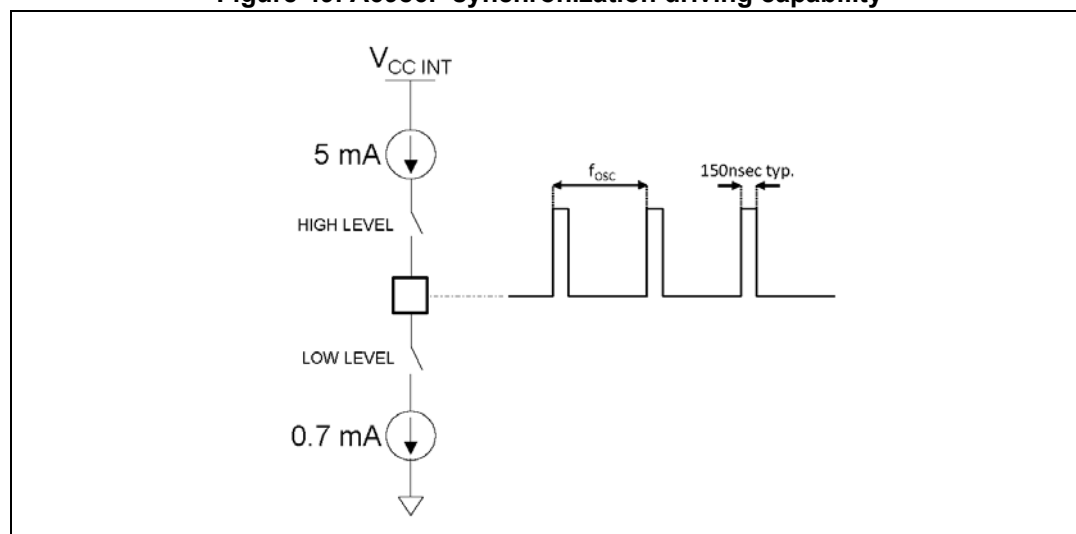 V_CC INT
5 mA
f_OSC
150nsec typ.
HIGH LEVEL
LOW LEVEL
0.7 mA